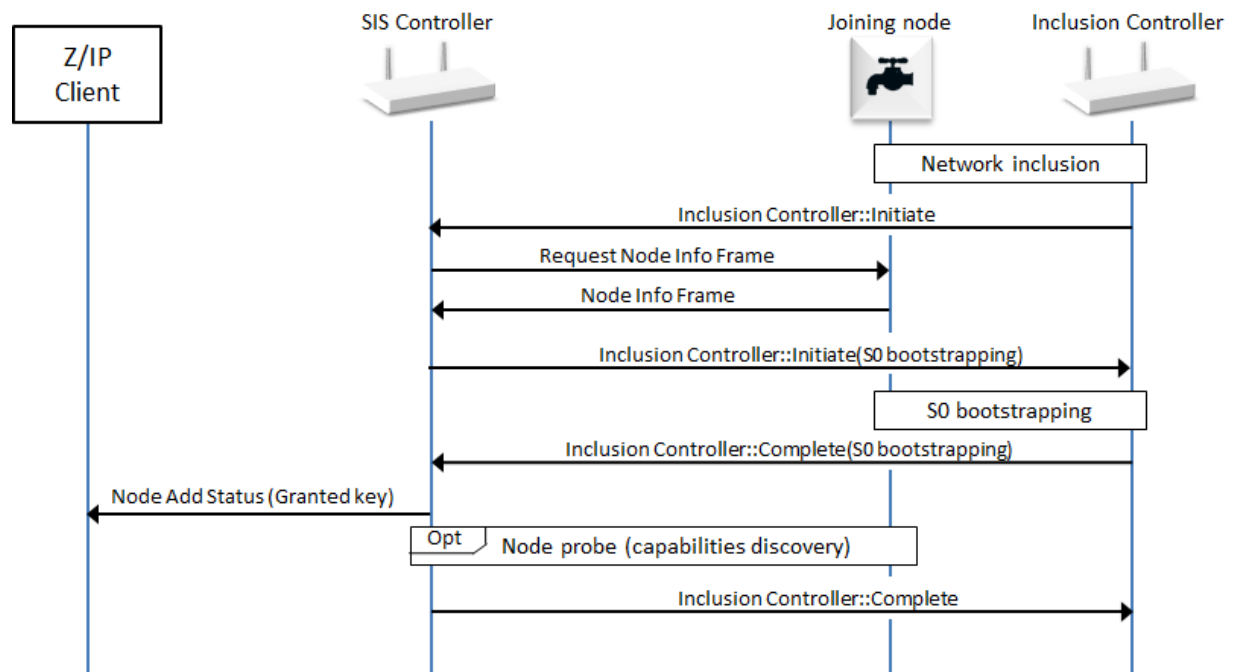 SIS Controller
Joining node
Inclusion Controller
Z/IP
Client
Network inclusion
Inclusion Controller::Initiate
Request Node Info Frame
Node Info Frame
Inclusion Controller::Initiate(S0 bootstrapping)
S0 bootstrapping
Inclusion Controller::Complete(S0 bootstrapping)
Node Add Status (Granted key)
Opt
Node probe (capabilities discovery)
Inclusion Controller::Complete